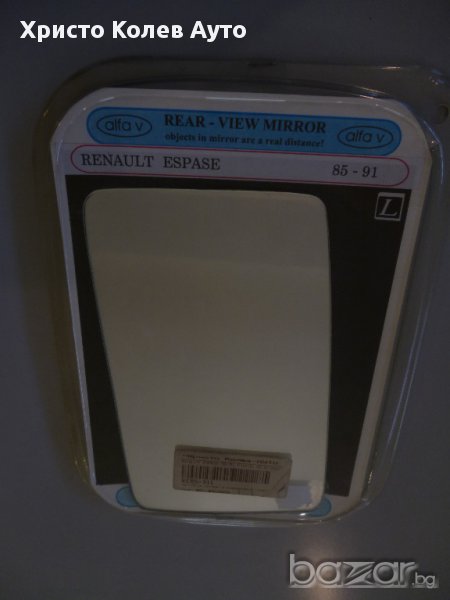 Христо Колев Ауто
alfa v
REAR - VIEW MIRROR
objects in mirror are a real distance!
alfa v
RENAULT ESPASE
85 - 91
L
bazar.bg